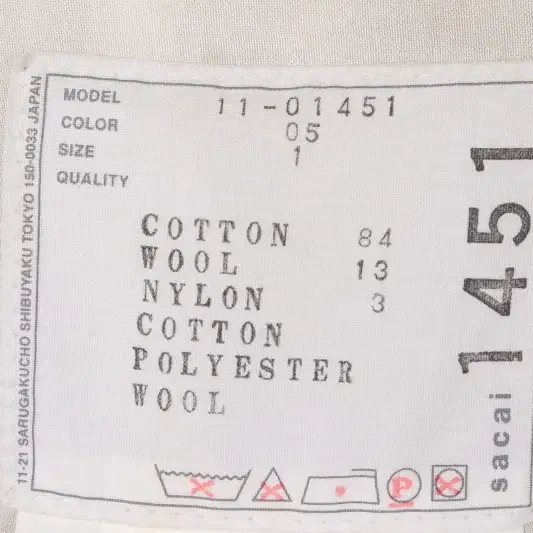 MODEL 11-01451
COLOR 05
SIZE 1
QUALITY
COTTON 84
WOOL 13
NYLON 3
COTTON
POLYESTER
WOOL
P
11-21 SARUGAKUCHO SHIBUYAKU TOKYO 150-0033 JAPAN
sacai 1451